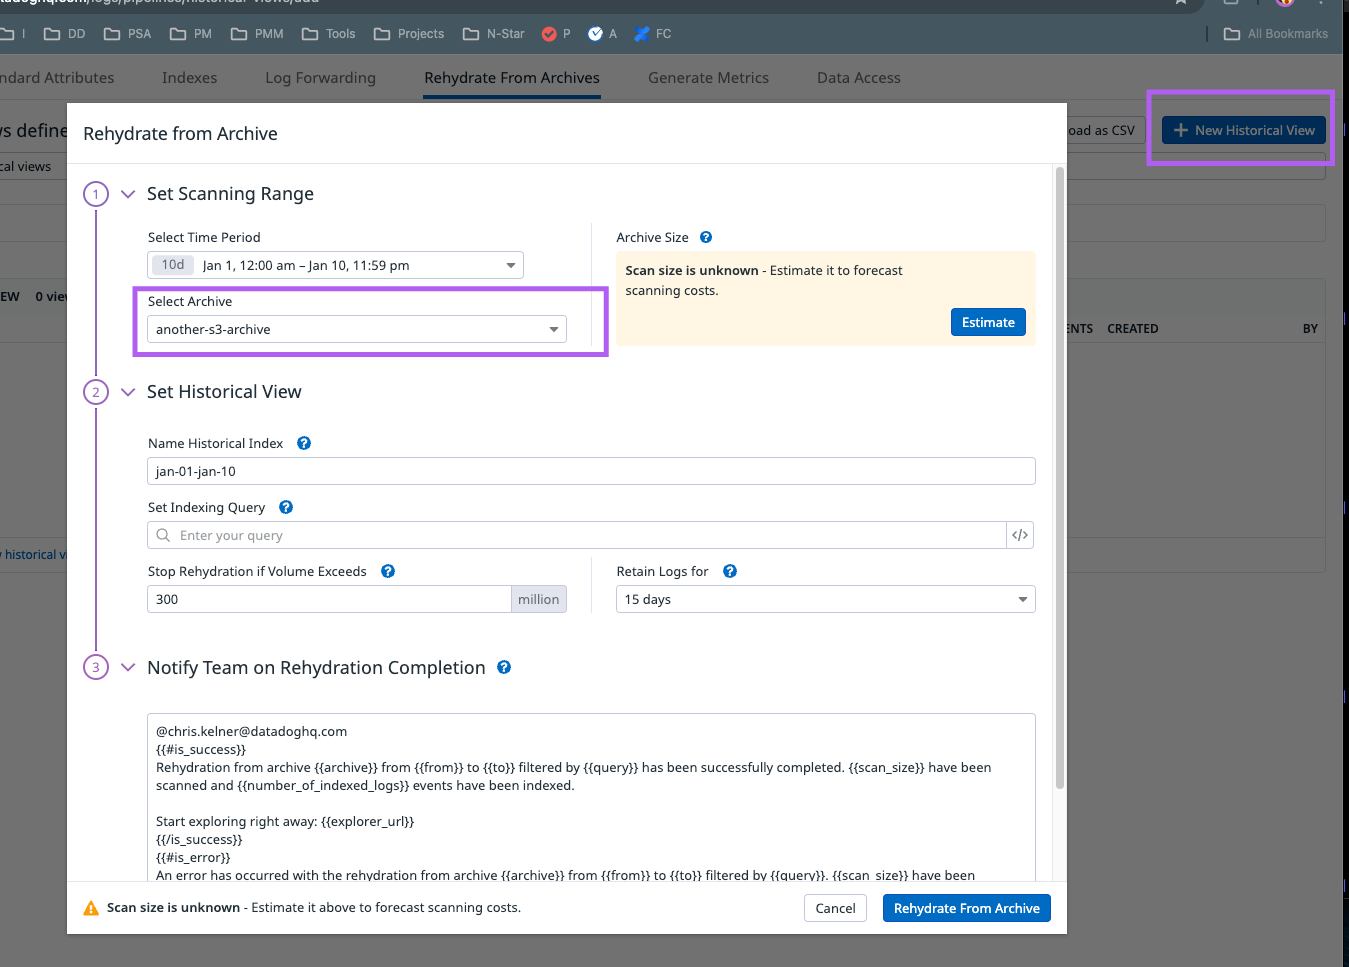 I DD PSA PM PMM Tools Projects N-Star P A FC All Bookmarks
ndard Attributes Indexes Log Forwarding Rehydrate From Archives Generate Metrics Data Access
vs define
oad as CSV
New Historical View
cal views
Rehydrate from Archive
1 Set Scanning Range
Select Time Period
10d Jan 1, 12:00 am – Jan 10, 11:59 pm
Select Archive
another-s3-archive
Archive Size ?
Scan size is unknown - Estimate it to forecast
scanning costs.
Estimate
EW 0 view
ENTS CREATED BY
2 Set Historical View
Name Historical Index ?
jan-01-jan-10
Set Indexing Query ?
Enter your query </>
historical vi
Stop Rehydration if Volume Exceeds ?
300 million
Retain Logs for ?
15 days
3 Notify Team on Rehydration Completion ?
@chris.kelner@datadoghq.com
{{#is_success}}
Rehydration from archive {{archive}} from {{from}} to {{to}} filtered by {{query}} has been successfully completed. {{scan_size}} have been
scanned and {{number_of_indexed_logs}} events have been indexed.
Start exploring right away: {{explorer_url}}
{{/is_success}}
{{#is_error}}
An error has occurred with the rehydration from archive {{archive}} from {{from}} to {{to}} filtered by {{query}}. {{scan_size}} have been
Scan size is unknown - Estimate it above to forecast scanning costs.
Cancel
Rehydrate From Archive